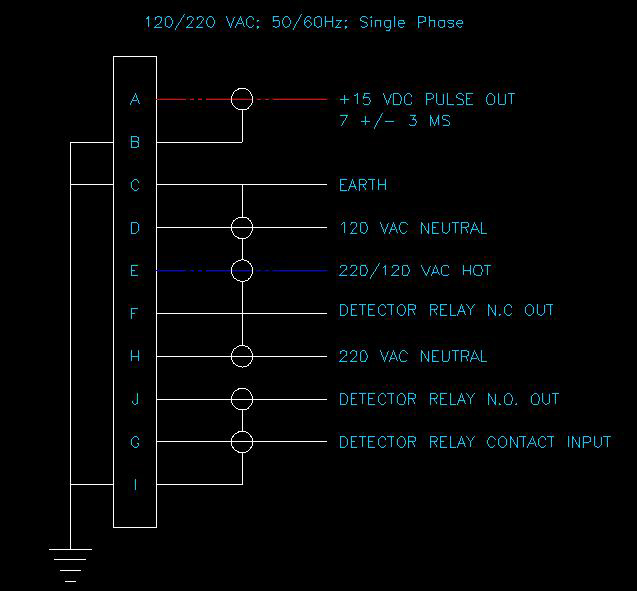 120/220 VAC; 50/60Hz; Single Phase
A +15 VDC PULSE OUT
7 +/- 3 MS
B
C EARTH
D 120 VAC NEUTRAL
E 220/120 VAC HOT
F DETECTOR RELAY N.C OUT
H 220 VAC NEUTRAL
J DETECTOR RELAY N.O. OUT
G DETECTOR RELAY CONTACT INPUT
I